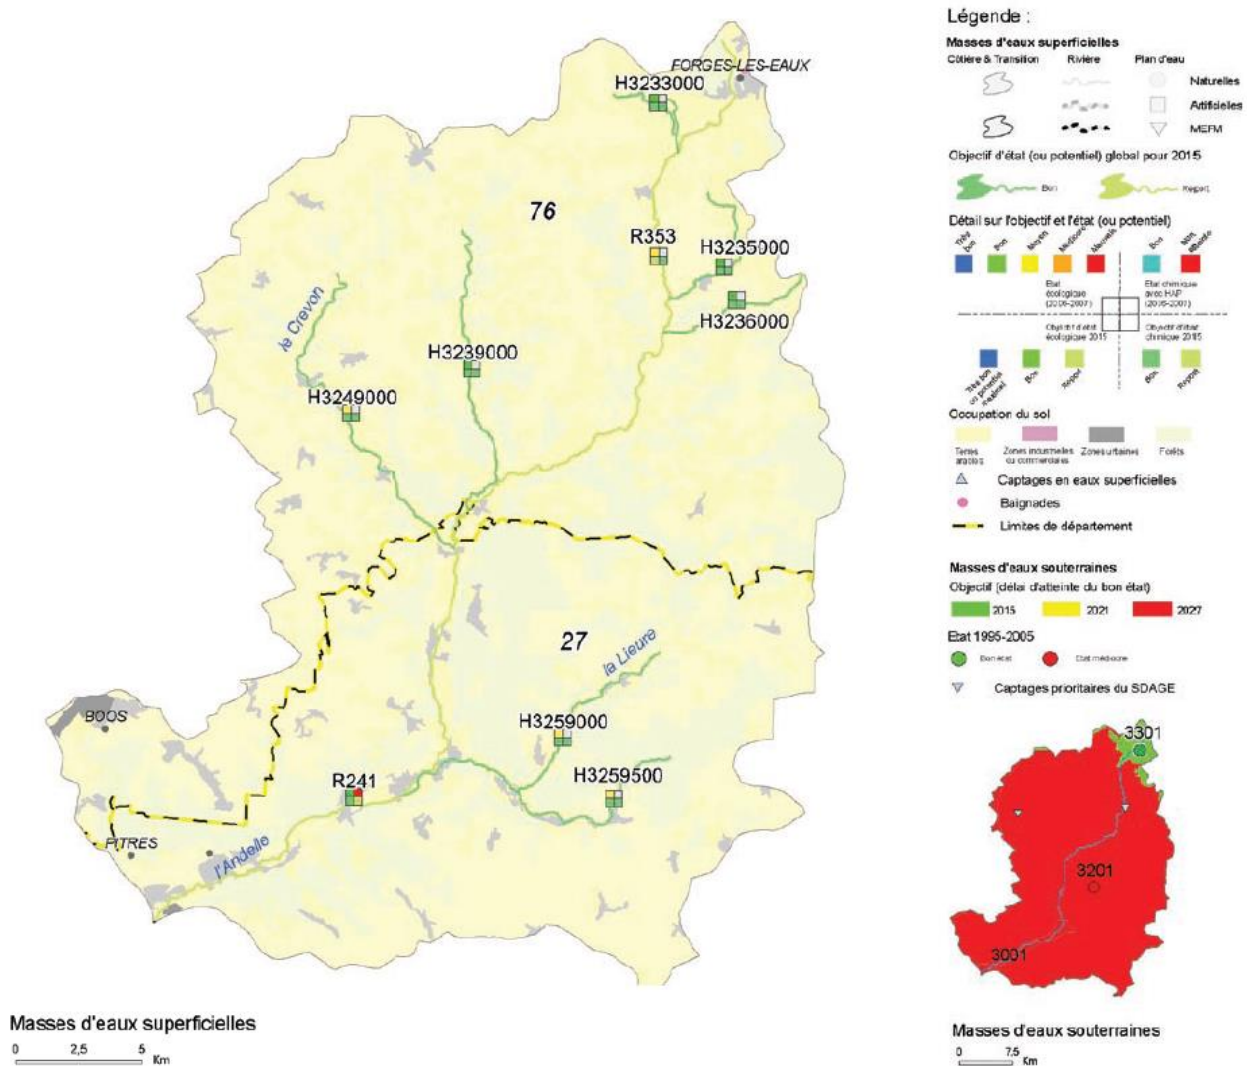 FORGES-LES-EAUX
H3233000
76
R353
H3235000
H3236000
le Crevon
H3239000
H3249000
27
la Lieure
BOOS
H3259000
H3259500
R241
PITRES
l'Andelle
Masses d'eaux superficielles
0 2,5 5
Km
Légende :
Masses d'eaux superficielles
Côtière & Transition Rivière Plan d'eau
Naturelles
Artificielles
MEFM
Objectif d'état (ou potentiel) global pour 2015
Bon Report
Détail sur l'objectif et l'état (ou potentiel)
Très bon Bon Moyen Médiocre Mauvais Bon Non atteinte
Etat écologique (2006-2007)
Etat chimique avec HAP (2006-2007)
Objectif d'état écologique 2015
Objectif d'état chimique 2015
Très bon ou potentiel maximal Bon Report Bon Report
Occupation du sol
Terres arables Zones industrielles ou commerciales Zones urbaines Forêts
Captages en eaux superficielles
Baignades
Limites de département
Masses d'eaux souterraines
Objectif (délai d'atteinte du bon état)
2015 2021 2027
Etat 1995-2005
Bon état Etat médiocre
Captages prioritaires du SDAGE
3301
3201
3001
Masses d'eaux souterraines
0 7,5
Km